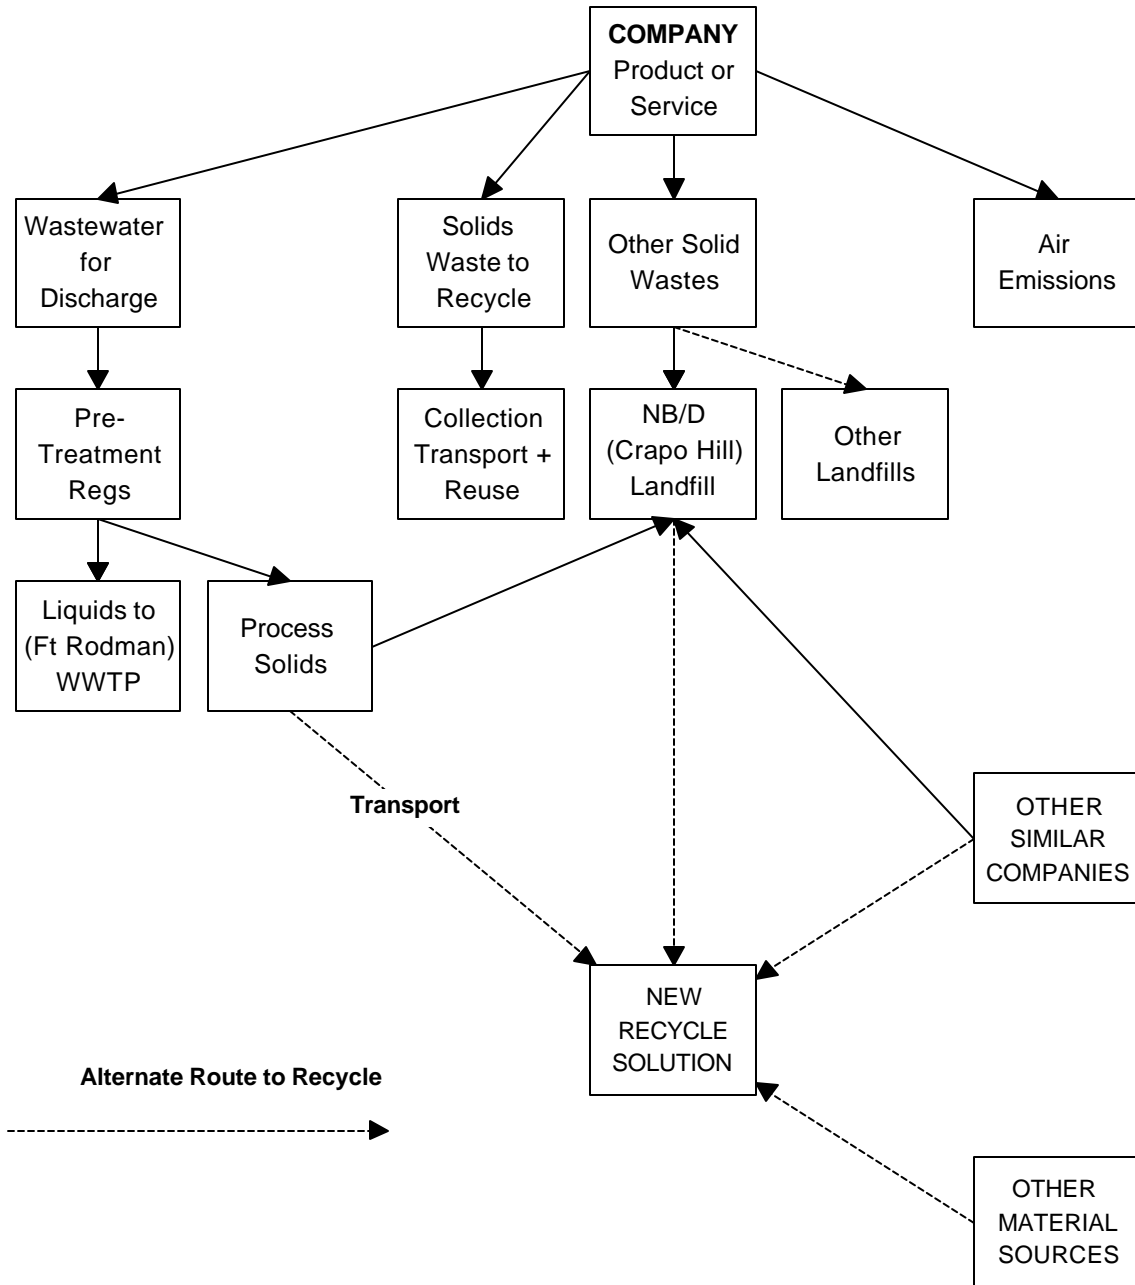 COMPANY
Product or
Service
Wastewater
for
Discharge
Solids
Waste to
Recycle
Other Solid
Wastes
Air
Emissions
Pre-
Treatment
Regs
Collection
Transport +
Reuse
NB/D
(Crapo Hill)
Landfill
Other
Landfills
Liquids to
(Ft Rodman)
WWTP
Process
Solids
Transport
OTHER
SIMILAR
COMPANIES
NEW
RECYCLE
SOLUTION
Alternate Route to Recycle
OTHER
MATERIAL
SOURCES